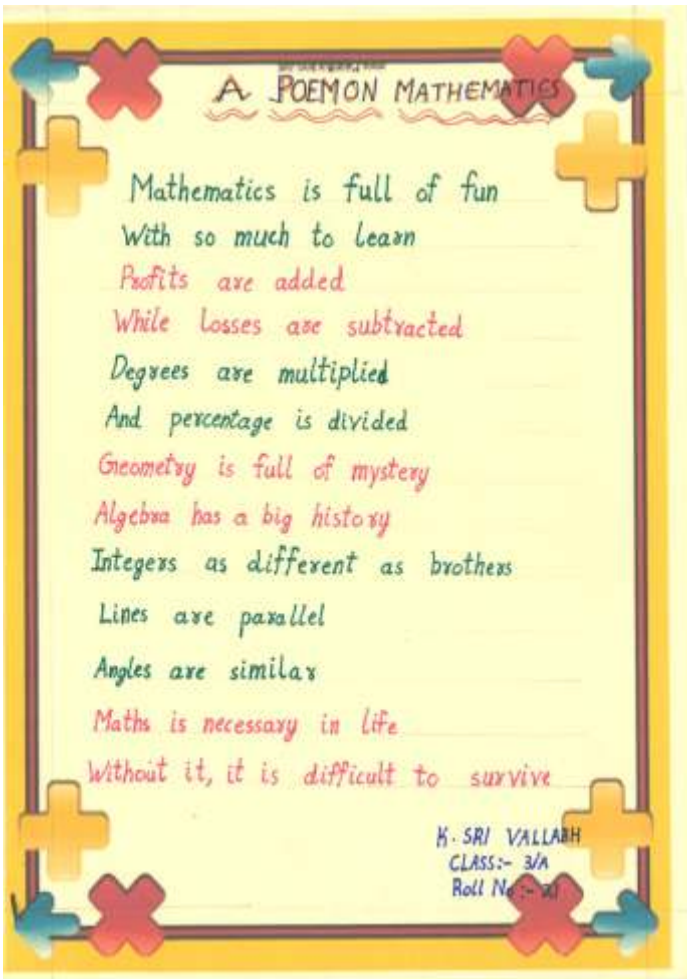 A POEM ON MATHEMATICS
Mathematics is full of fun
With so much to learn
Profits are added
While losses are subtracted
Degrees are multiplied
And percentage is divided
Geometry is full of mystery
Algebra has a big history
Integers as different as brothers
Lines are parallel
Angles are similar
Maths is necessary in life
Without it, it is difficult to survive
K. SRI VALLABH
CLASS:- 3/A
Roll No:-